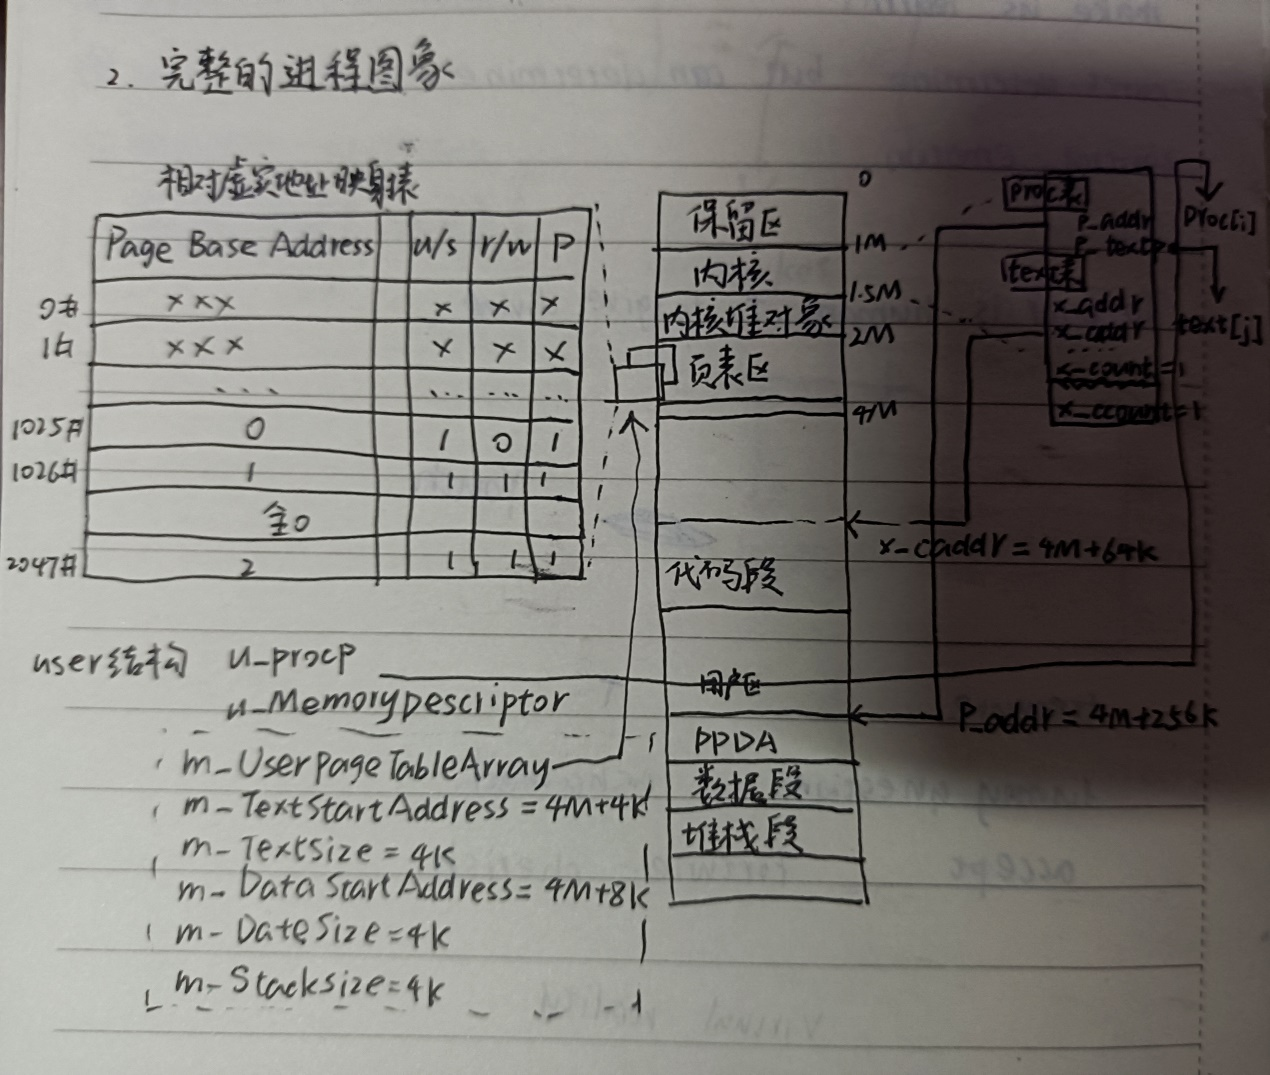 2. 完整的进程图象
相对虚实地址映射表
Page Base Address u/s r/w P
0# xxx x x x
1# xxx x x x
... ... ... ...
1025# 0 1 0 1
1026# 1 1 1 1
全0
2047# 2 1 1 1
保留区
内核
内核堆对象
页表区
代码段
用户区
PPDA
数据段
堆栈段
0
1M
1.5M
2M
4M
proc表
P_addr
P_textp
text表
x_addr
x_caddr
x_count=1
x_ccount=1
Proc[i]
text[j]
x_caddr=4M+64K
P_addr=4M+256K
user结构 u_procp
u_MemoryDescriptor
m_UserPageTableArray
m_TextStartAddress=4M+4K
m_TextSize=4K
m_DataStartAddress=4M+8K
m_DateSize=4K
m_Stacksize=4K